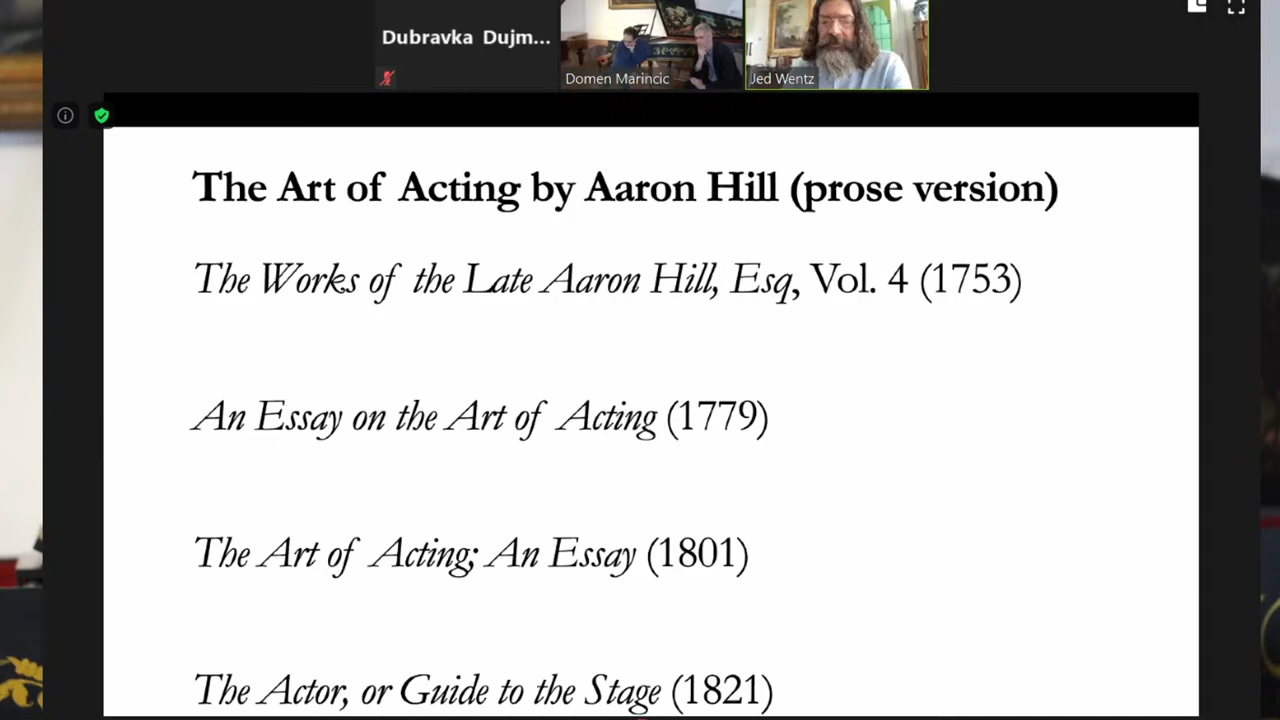 Dubravka Dujm...
Domen Marincic
Jed Wentz
The Art of Acting by Aaron Hill (prose version)
The Works of the Late Aaron Hill, Esq, Vol. 4 (1753)
An Essay on the Art of Acting (1779)
The Art of Acting; An Essay (1801)
The Actor, or Guide to the Stage (1821)